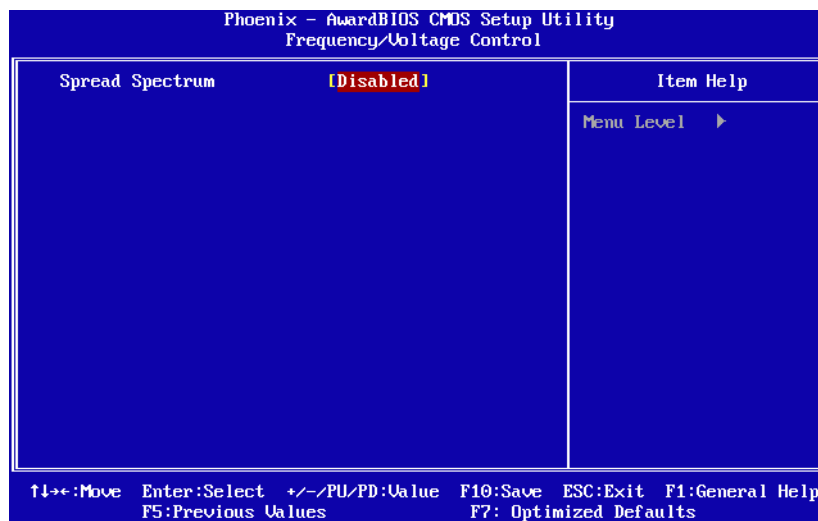 Phoenix - AwardBIOS CMOS Setup Utility
Frequency/Voltage Control
Spread Spectrum [Disabled]
Item Help
Menu Level ▶
↑↓→←:Move Enter:Select +/-/PU/PD:Value F10:Save ESC:Exit F1:General Help
F5:Previous Values F7: Optimized Defaults